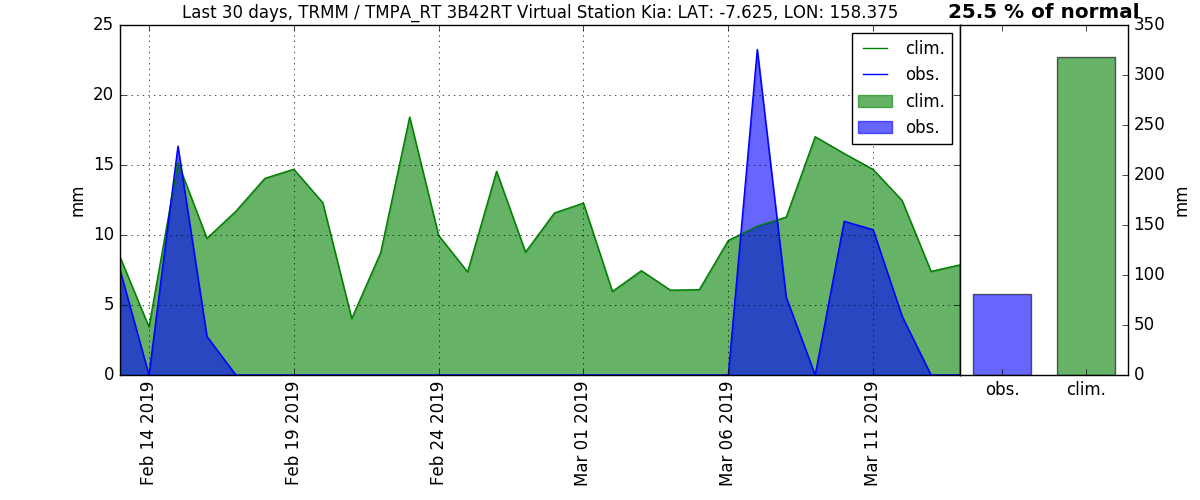 Last 30 days, TRMM / TMPA_RT 3B42RT Virtual Station Kia: LAT: -7.625, LON: 158.375
25.5 % of normal
25
20
15
10
5
0
mm
clim.
obs.
clim.
obs.
350
300
250
200
150
100
50
0
mm
Feb 14 2019
Feb 19 2019
Feb 24 2019
Mar 01 2019
Mar 06 2019
Mar 11 2019
obs.
clim.